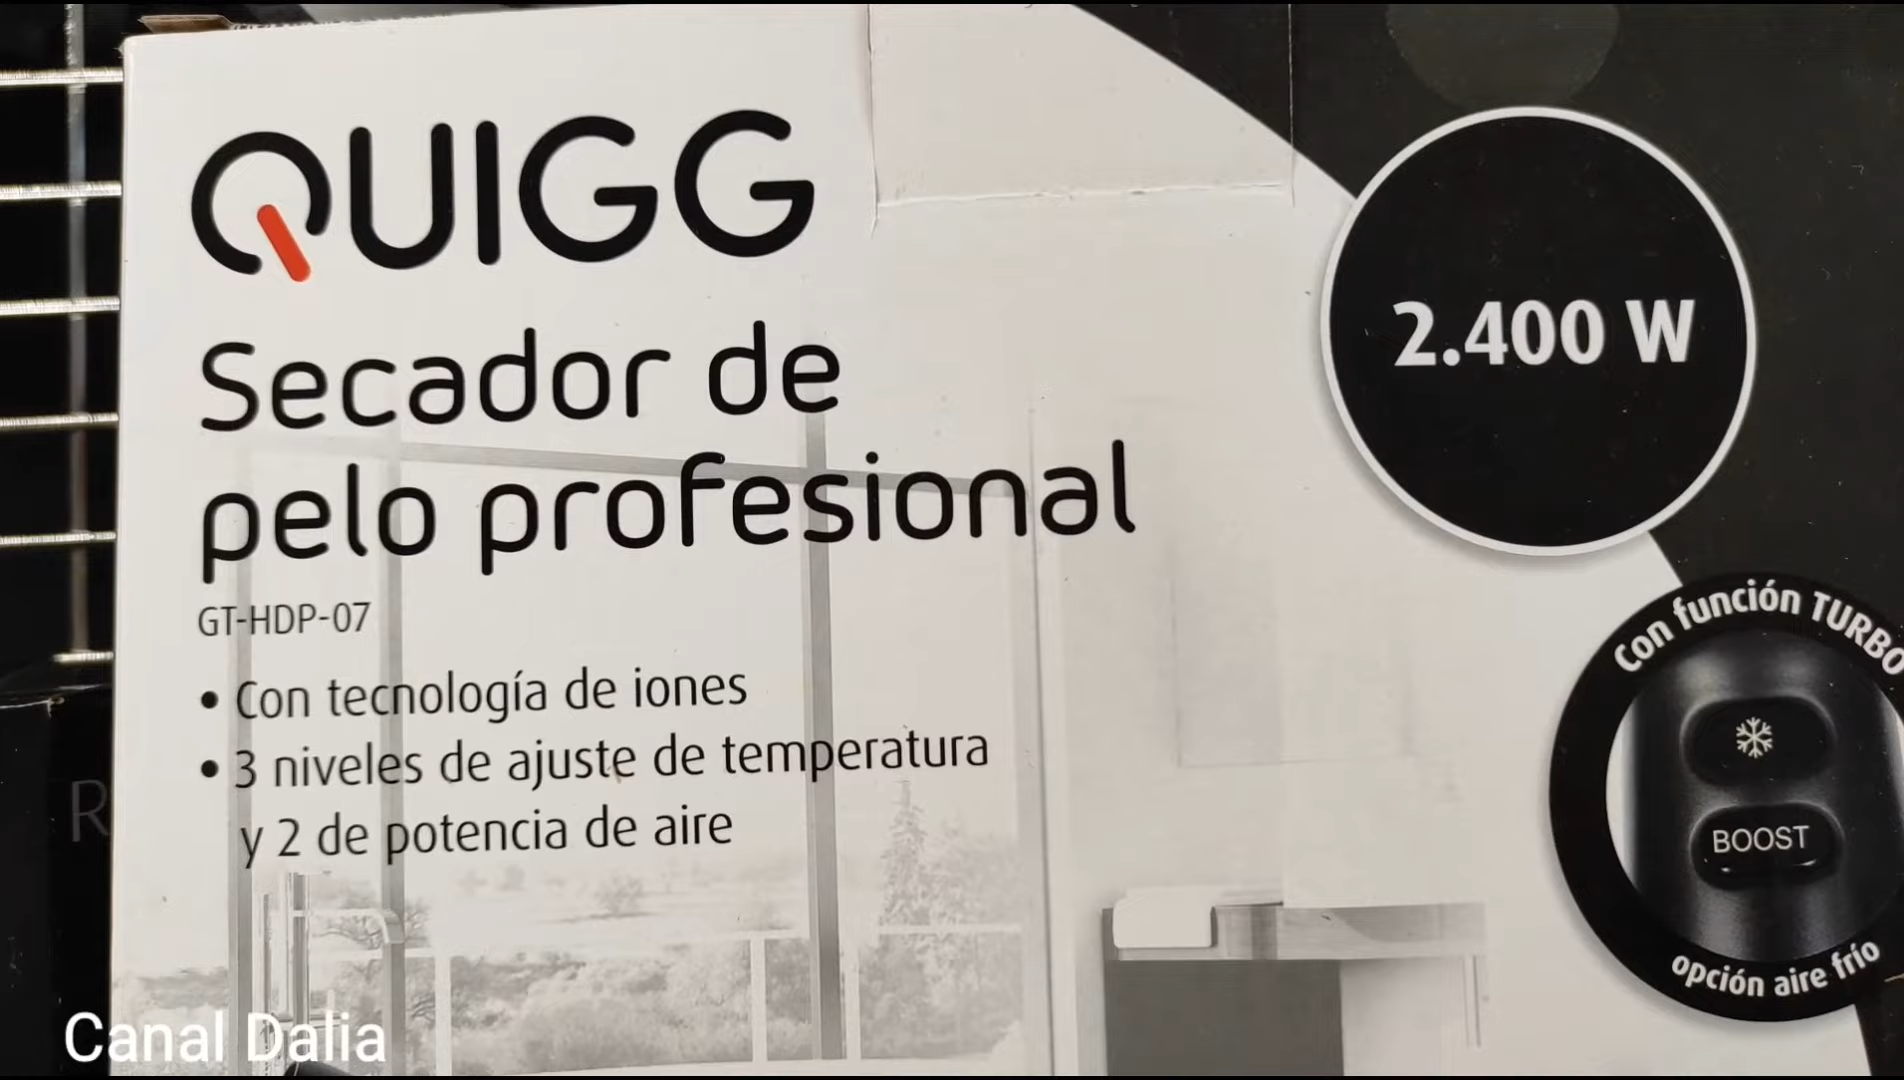 QUIGG
Secador de
pelo profesional
GT-HDP-07
• Con tecnología de iones
• 3 niveles de ajuste de temperatura
y 2 de potencia de aire
2.400 W
Con función TURBO
BOOST
opción aire frío
R
Canal Dalia